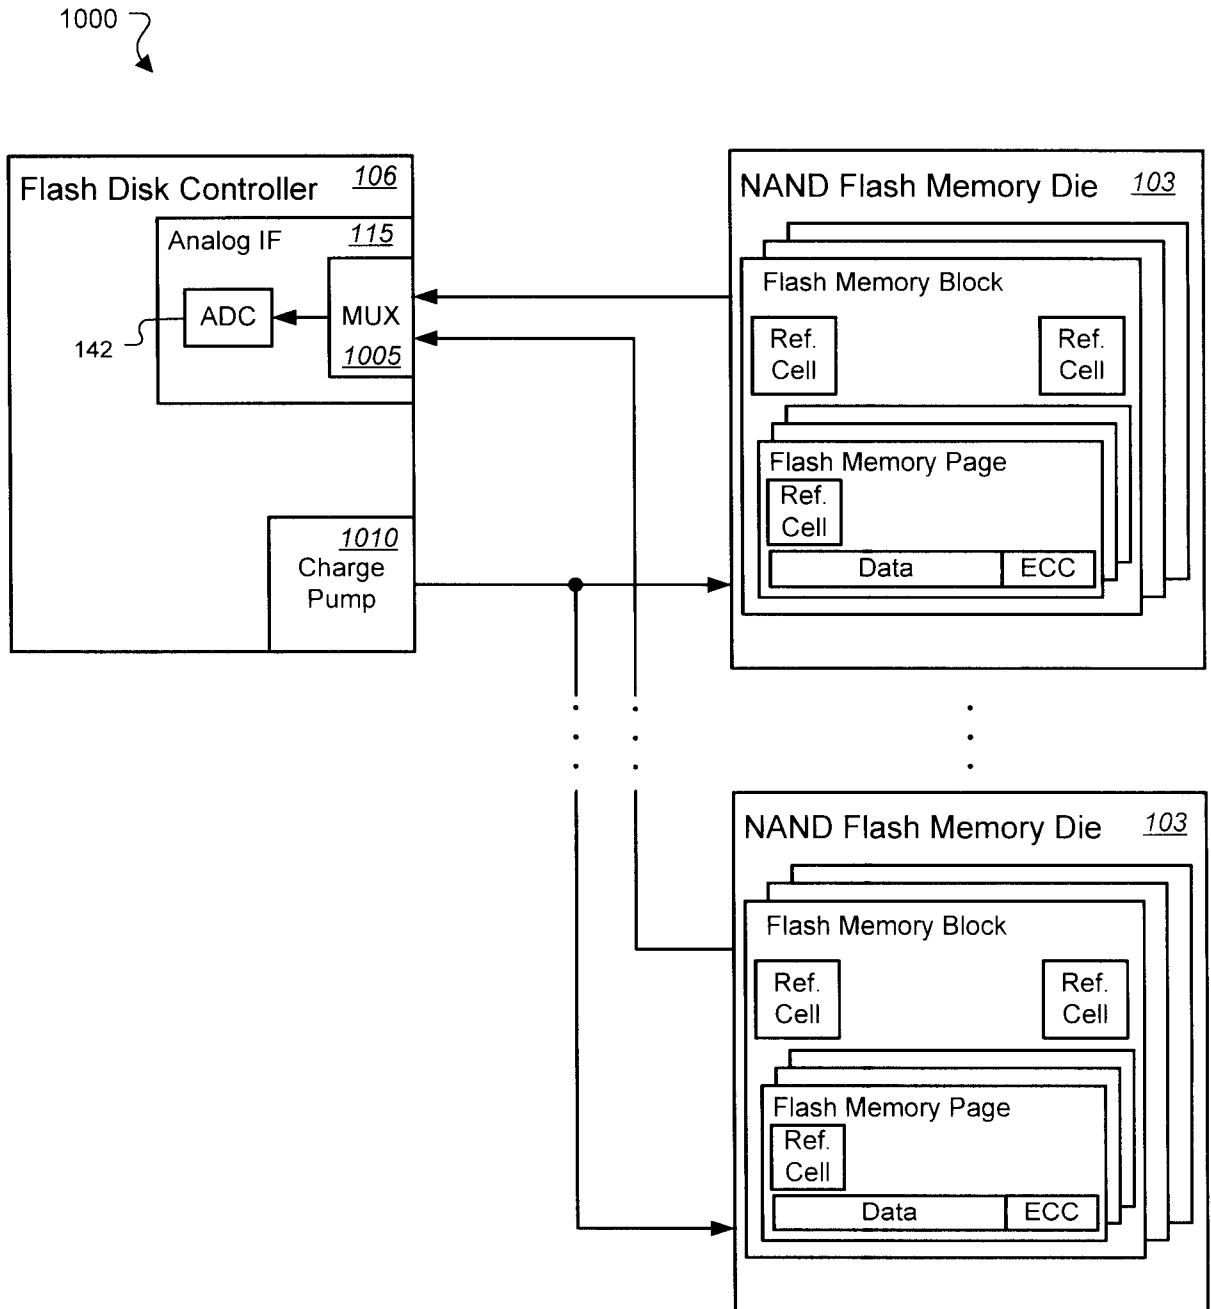 1000
Flash Disk Controller 106
Analog IF 115
ADC
MUX
1005
142
1010
Charge
Pump
NAND Flash Memory Die 103
Flash Memory Block
Ref.
Cell
Ref.
Cell
Flash Memory Page
Ref.
Cell
Data ECC
NAND Flash Memory Die 103
Flash Memory Block
Ref.
Cell
Ref.
Cell
Flash Memory Page
Ref.
Cell
Data ECC